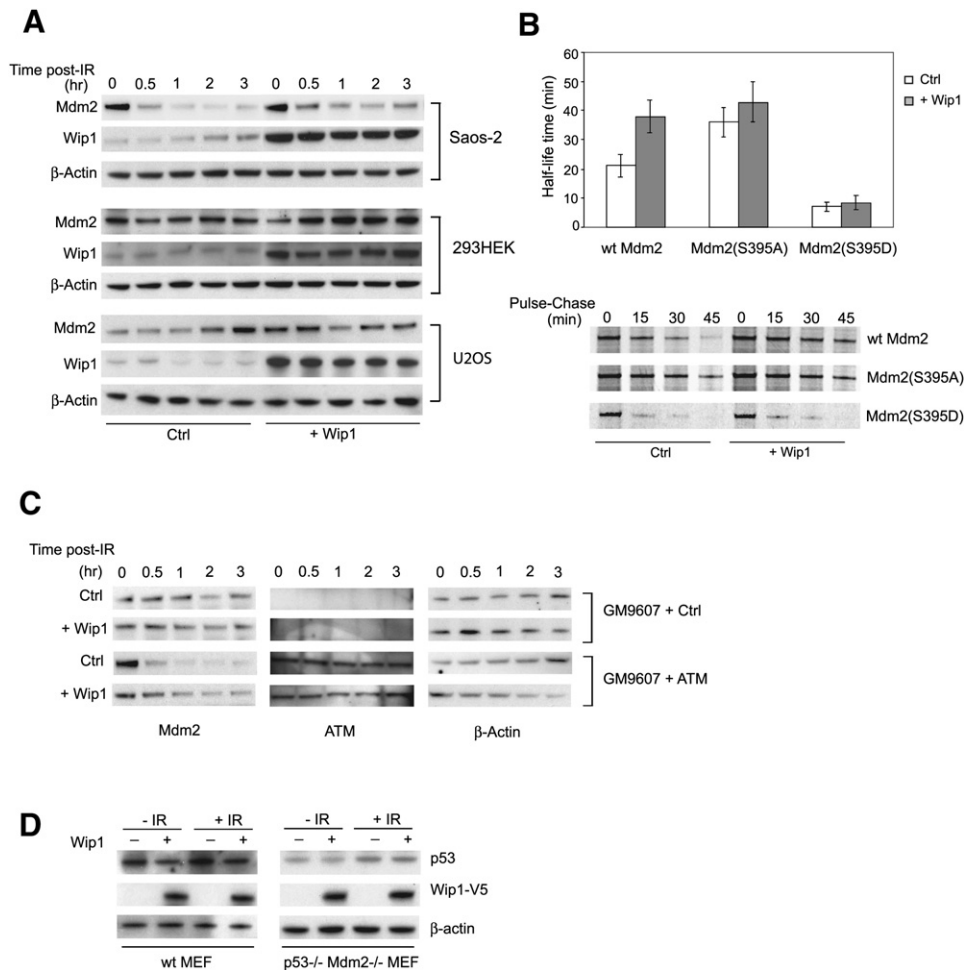 A
Time post-IR
(hr) 0 0.5 1 2 3 0 0.5 1 2 3
Mdm2
Wip1
β-Actin
Saos-2
Mdm2
Wip1
β-Actin
293HEK
Mdm2
Wip1
β-Actin
U2OS
Ctrl + Wip1
B
60
50
40
30
20
10
0
Half-life time (min)
Ctrl
+ Wip1
wt Mdm2 Mdm2(S395A) Mdm2(S395D)
Pulse-Chase
(min) 0 15 30 45 0 15 30 45
wt Mdm2
Mdm2(S395A)
Mdm2(S395D)
Ctrl + Wip1
C
Time post-IR
(hr) 0 0.5 1 2 3 0 0.5 1 2 3 0 0.5 1 2 3
Ctrl
+ Wip1
GM9607 + Ctrl
Ctrl
+ Wip1
GM9607 + ATM
Mdm2 ATM β-Actin
D
- IR + IR - IR + IR
Wip1 – + – + – + – +
p53
Wip1-V5
β-actin
wt MEF p53-/- Mdm2-/- MEF